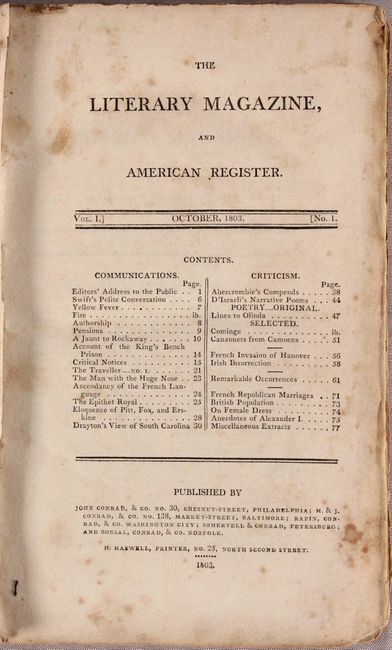 THE
LITERARY MAGAZINE,
AND
AMERICAN REGISTER.
VOL. I.] OCTOBER, 1803. [No. 1.
CONTENTS.
COMMUNICATIONS.
Page.
Editors' Address to the Public . . 1
Swift's Polite Conversation . . . . 6
Yellow Fever . . . . . . . . . . 7
Fire . . . . . . . . . . . . . ib.
Authorship . . . . . . . . . . . 8
Pensions . . . . . . . . . . . . 9
A Jaunt to Rockaway . . . . . . 10
Account of the King's Bench
Prison . . . . . . . . . . . . 14
Critical Notices . . . . . . . . 15
The Traveller....NO. I. . . . . . 21
The Man with the Huge Nose . . 23
Ascendancy of the French Lan-
guage . . . . . . . . . . . . 24
The Epithet Royal . . . . . . . . 25
Eloquence of Pitt, Fox, and Ers-
kine . . . . . . . . . . . . . 28
Drayton's View of South Carolina 30
CRITICISM.
Page.
Abercrombie's Compends . . . . . 38
D'Israeli's Narrative Poems . . . 44
POETRY...ORIGINAL.
Lines to Olinda . . . . . . . . . 47
SELECTED.
Cominge . . . . . . . . . . . . ib.
Canzonets from Camoens . . . . . 51
French Invasion of Hanover . . . 56
Irish Insurrection . . . . . . . . 58
Remarkable Occurrences . . . . . 61
French Republican Marriages . . 71
British Population . . . . . . . . 73
On Female Dress . . . . . . . . 74
Anecdotes of Alexander I. . . . . 75
Miscellaneous Extracts . . . . . 77
PUBLISHED BY
JOHN CONRAD, & CO. NO. 30, CHESNUT-STREET, PHILADELPHIA; M. & J.
CONRAD, & CO. NO. 138, MARKET-STREET, BALTIMORE; RAPIN, CON-
RAD, & CO. WASHINGTON CITY; SOMERVELL & CONRAD, PETERSBURG;
AND BONSAL, CONRAD, & CO. NORFOLK.
H. MAXWELL, PRINTER, NO. 25, NORTH SECOND STREET.
1803.